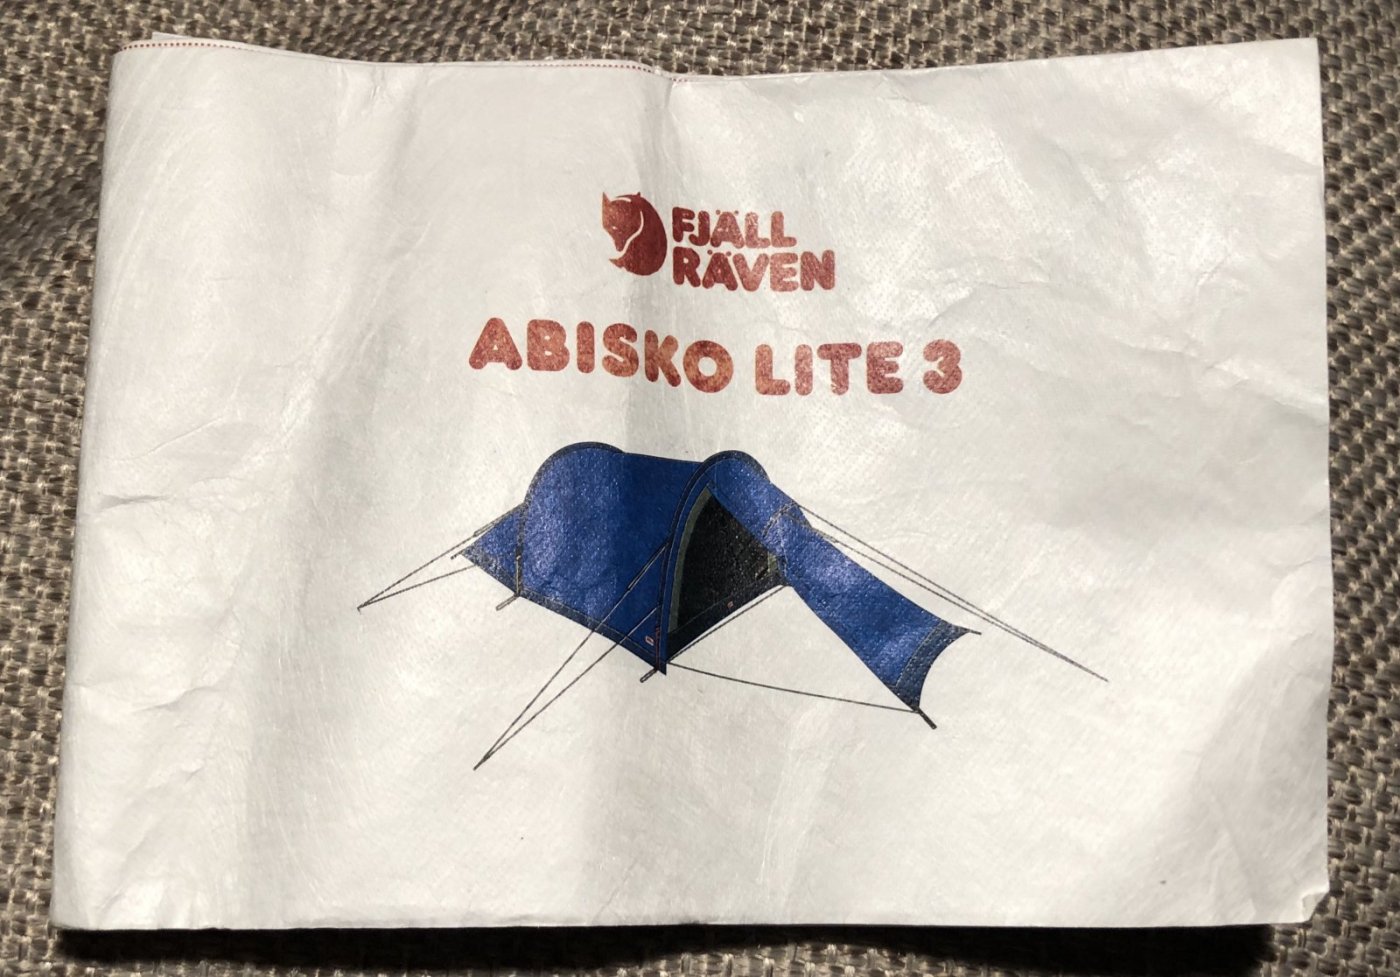 FJÄLL
RÄVEN
ABISKO LITE 3